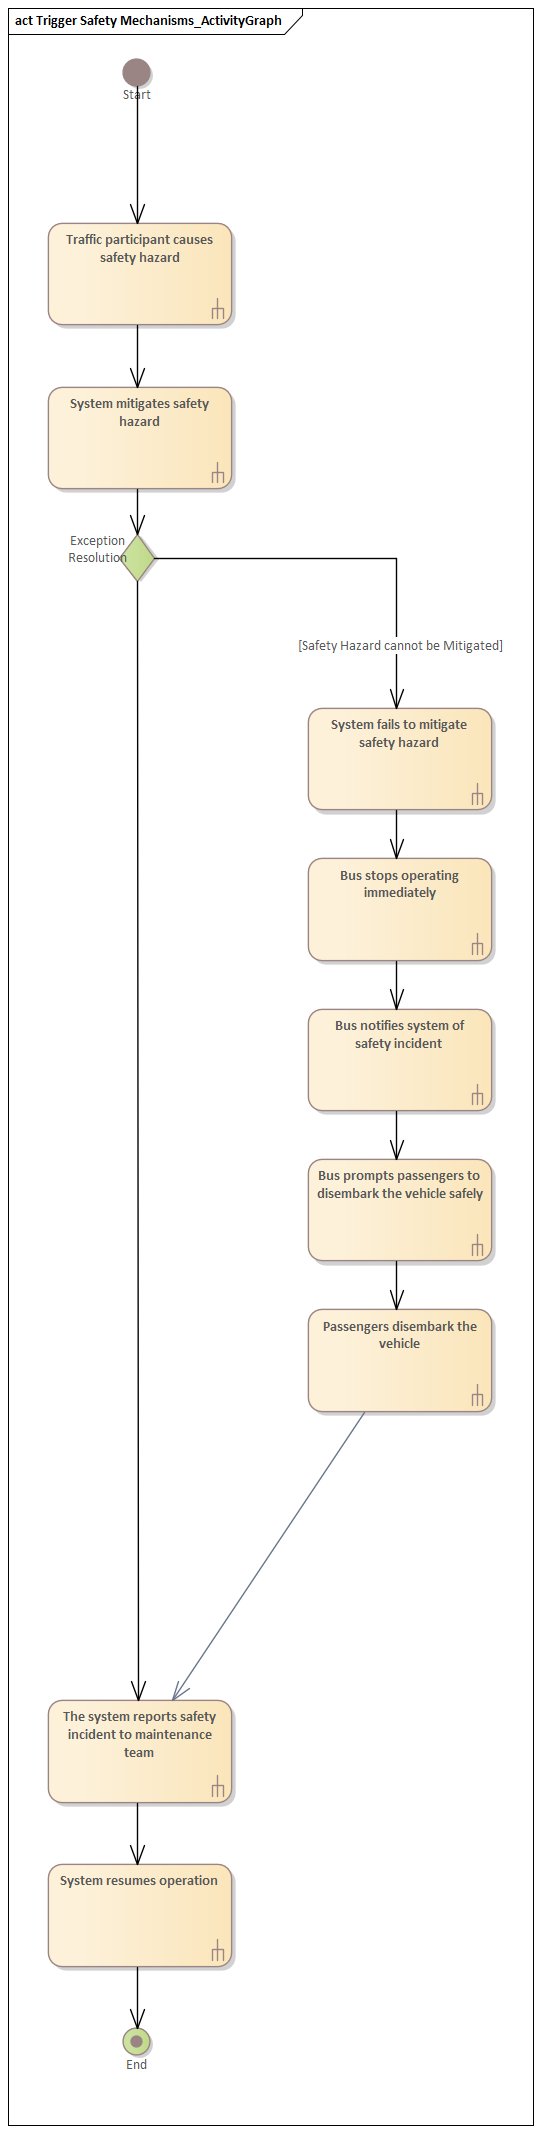 act Trigger Safety Mechanisms_ActivityGraph
Start
Traffic participant causes
safety hazard
System mitigates safety
hazard
Exception
Resolution
[Safety Hazard cannot be Mitigated]
System fails to mitigate
safety hazard
Bus stops operating
immediately
Bus notifies system of
safety incident
Bus prompts passengers to
disembark the vehicle safely
Passengers disembark the
vehicle
The system reports safety
incident to maintenance
team
System resumes operation
End